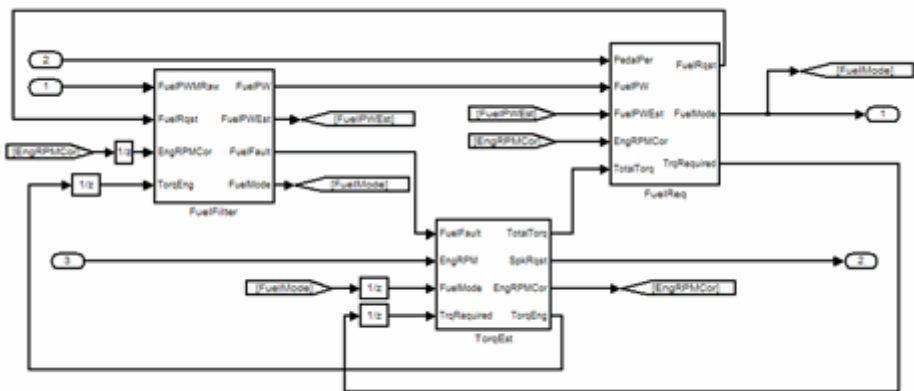 2
1
FuelPWMRaw
FuelRqst
EngRPMCor
TorqEng
FuelPW
FuelPWEst
FuelFault
FuelMode
FuelFilter
[EngRPMCor]
1/z
1/z
[FuelPWEst]
[FuelMode]
PedalPer
FuelPW
FuelPWEst
EngRPMCor
TotalTorq
FuelRqst
FuelMode
TrqRequired
FuelReq
[FuelPWEst]
[EngRPMCor]
[FuelMode]
1
3
FuelFault
EngRPM
FuelMode
TrqRequired
TotalTorq
SpkRqst
EngRPMCor
TorqEng
TorqEst
[FuelMode]
1/z
1/z
2
[EngRPMCor]